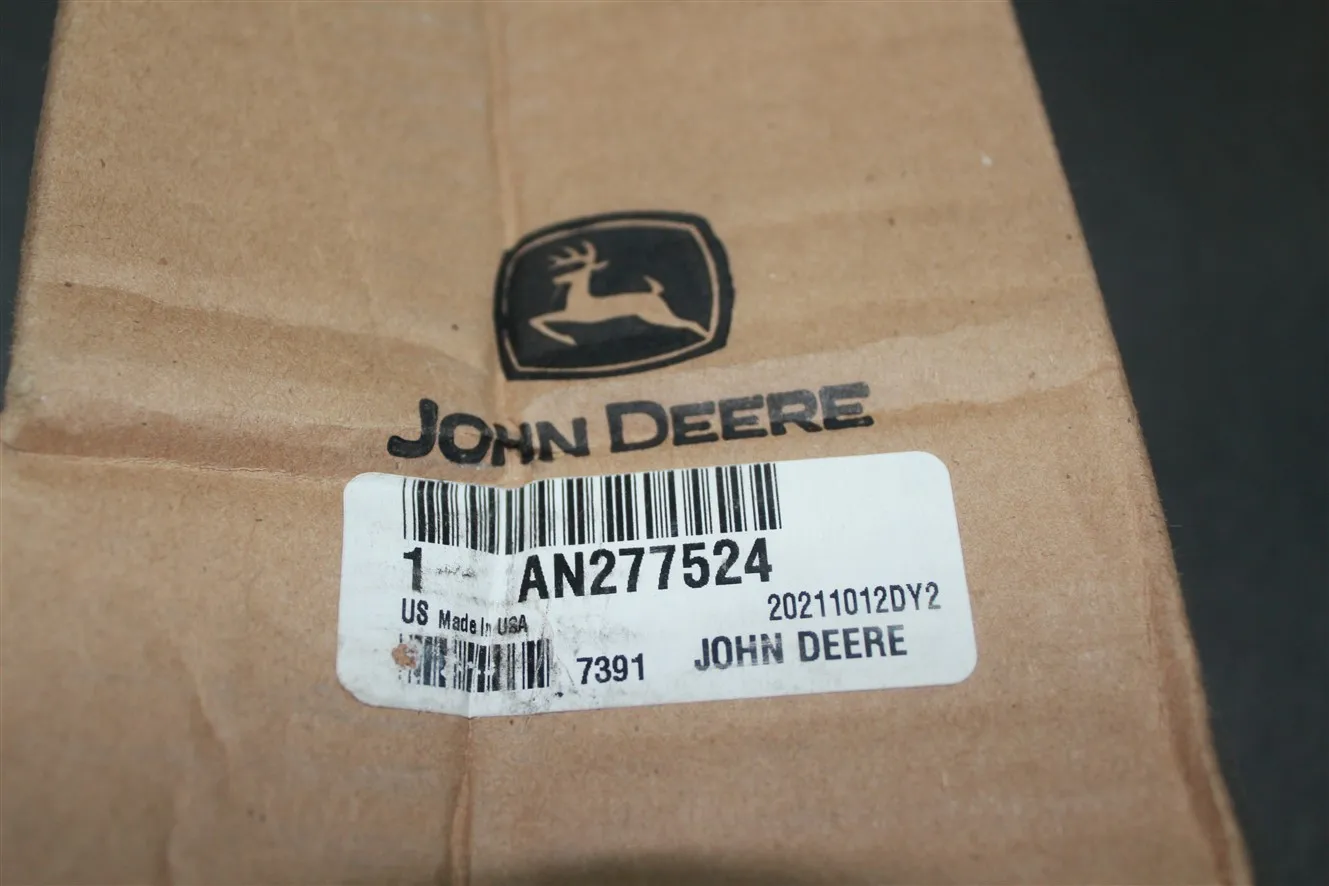 JOHN DEERE
1 AN277524
20211012DY2
US Made In USA
7391 JOHN DEERE